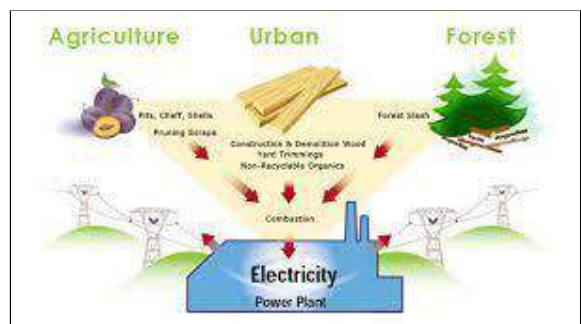 Agriculture
Urban
Forest
Pits, Chaff, Shells
Pruning Scraps
Forest Slash
Construction & Demolition Wood
Yard Trimmings
Non-Recyclable Organics
Combustion
Electricity
Power Plant